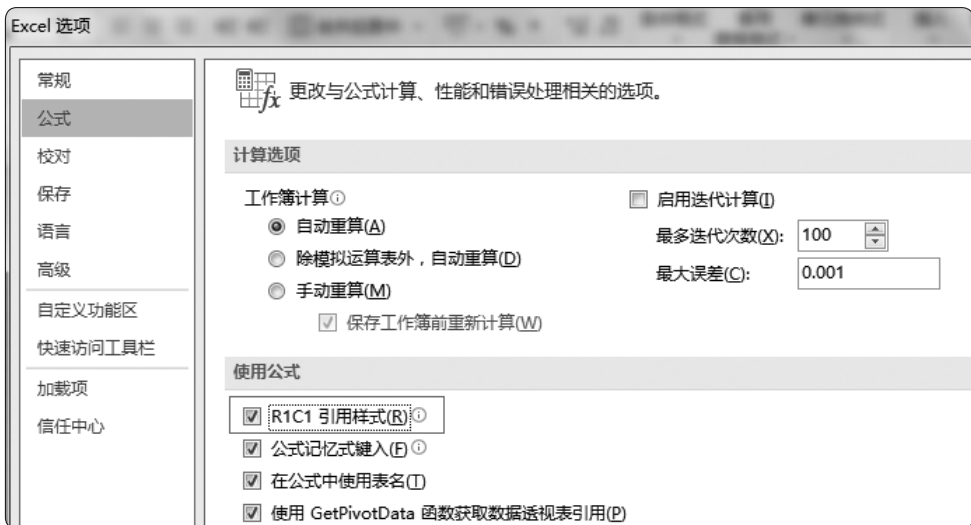 Excel 选项
常规
公式
校对
保存
语言
高级
自定义功能区
快速访问工具栏
加载项
信任中心
更改与公式计算、性能和错误处理相关的选项。
计算选项
工作簿计算
自动重算(A)
除模拟运算表外，自动重算(D)
手动重算(M)
保存工作簿前重新计算(W)
启用迭代计算(I)
最多迭代次数(X): 100
最大误差(C): 0.001
使用公式
R1C1 引用样式(R)
公式记忆式键入(F)
在公式中使用表名(T)
使用 GetPivotData 函数获取数据透视表引用(P)